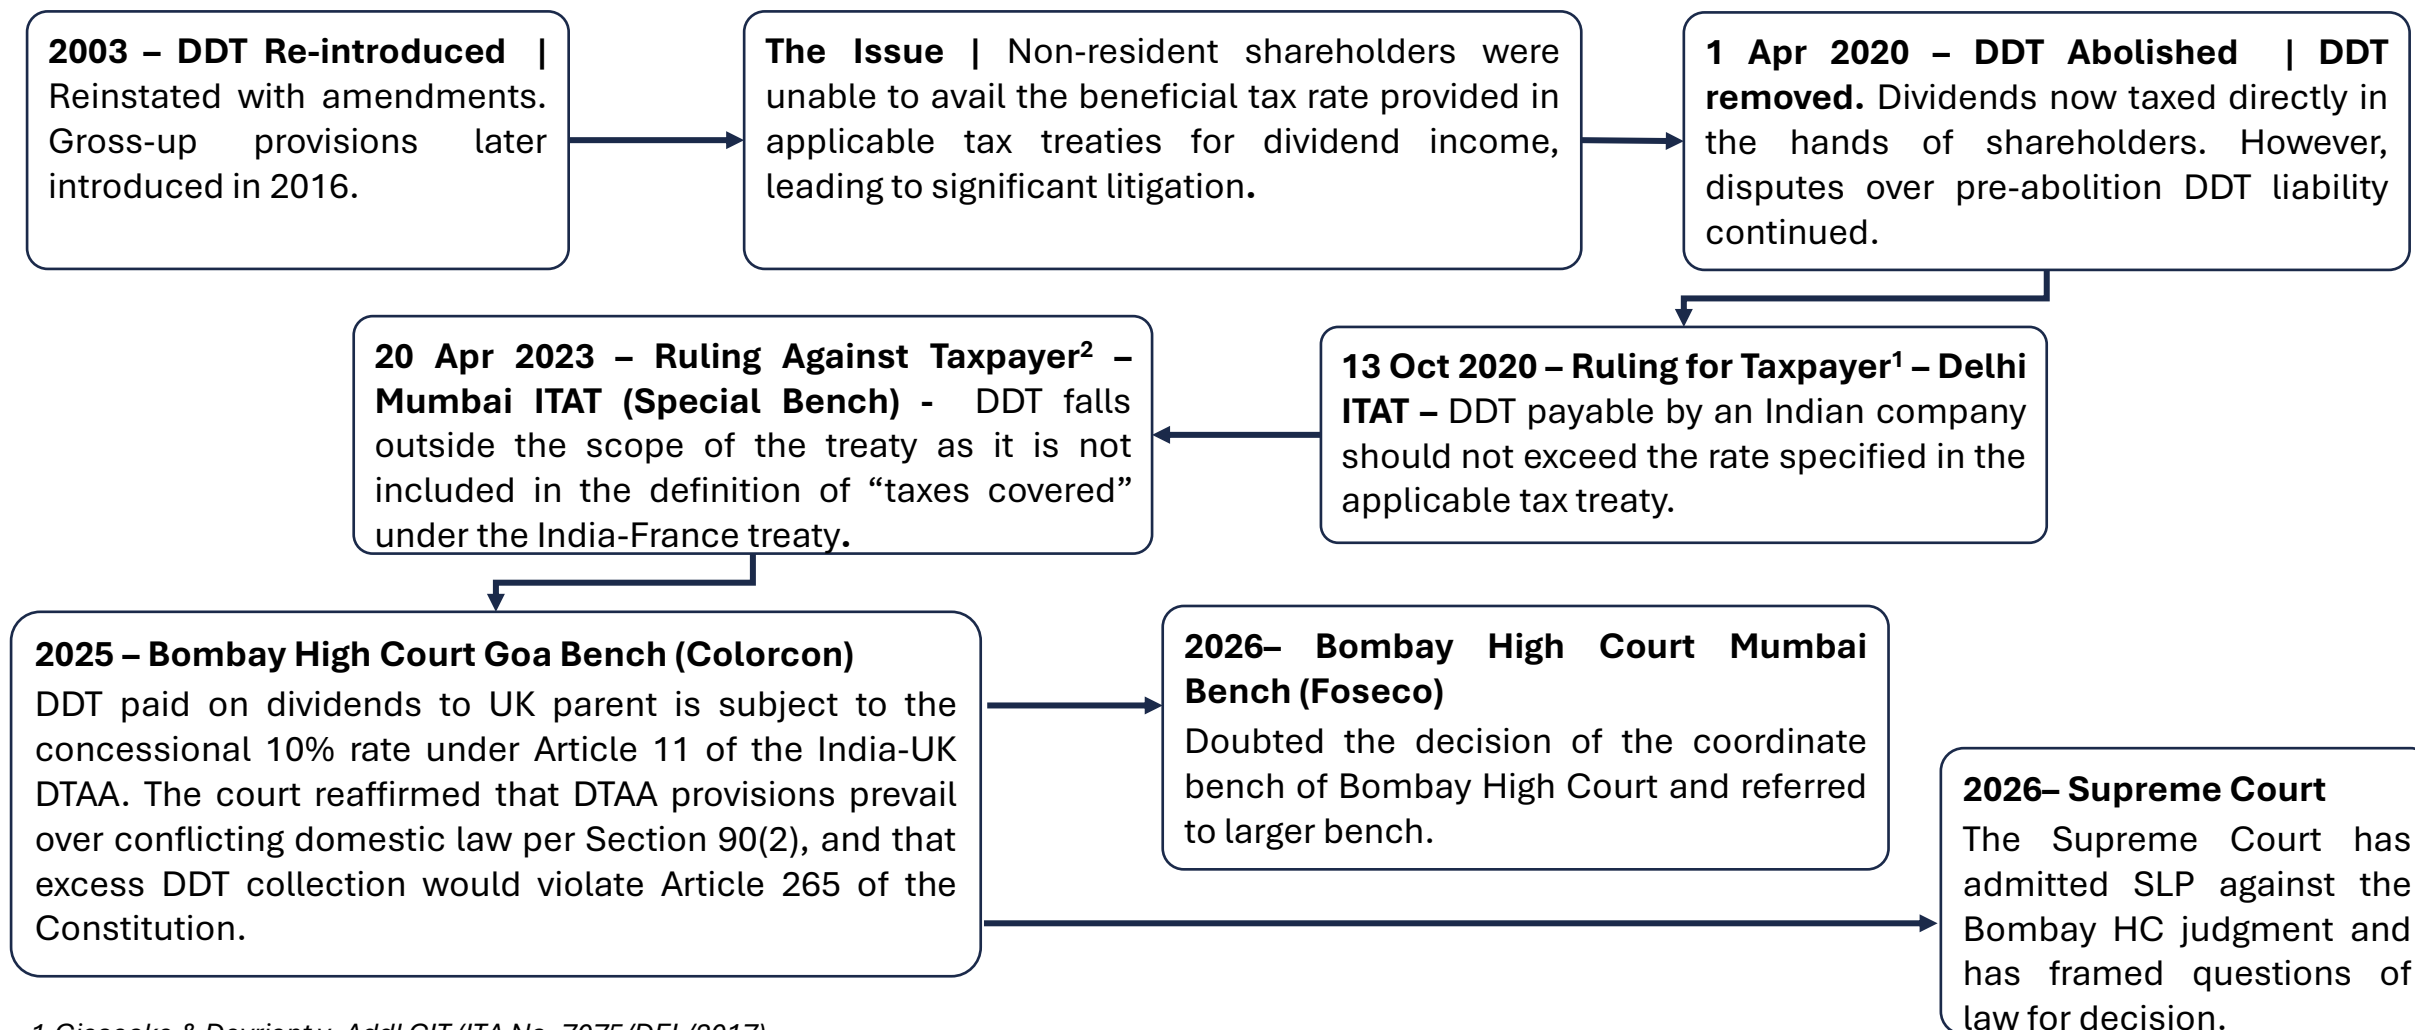 2003 – DDT Re-introduced |
Reinstated with amendments.
Gross-up provisions later
introduced in 2016.
The Issue | Non-resident shareholders were
unable to avail the beneficial tax rate provided in
applicable tax treaties for dividend income,
leading to significant litigation.
1 Apr 2020 – DDT Abolished | DDT
removed. Dividends now taxed directly in
the hands of shareholders. However,
disputes over pre-abolition DDT liability
continued.
13 Oct 2020 – Ruling for Taxpayer¹ – Delhi
ITAT – DDT payable by an Indian company
should not exceed the rate specified in the
applicable tax treaty.
20 Apr 2023 – Ruling Against Taxpayer² –
Mumbai ITAT (Special Bench) - DDT falls
outside the scope of the treaty as it is not
included in the definition of “taxes covered”
under the India-France treaty.
2025 – Bombay High Court Goa Bench (Colorcon)
DDT paid on dividends to UK parent is subject to the
concessional 10% rate under Article 11 of the India-UK
DTAA. The court reaffirmed that DTAA provisions prevail
over conflicting domestic law per Section 90(2), and that
excess DDT collection would violate Article 265 of the
Constitution.
2026– Bombay High Court Mumbai
Bench (Foseco)
Doubted the decision of the coordinate
bench of Bombay High Court and referred
to larger bench.
2026– Supreme Court
The Supreme Court has
admitted SLP against the
Bombay HC judgment and
has framed questions of
law for decision.